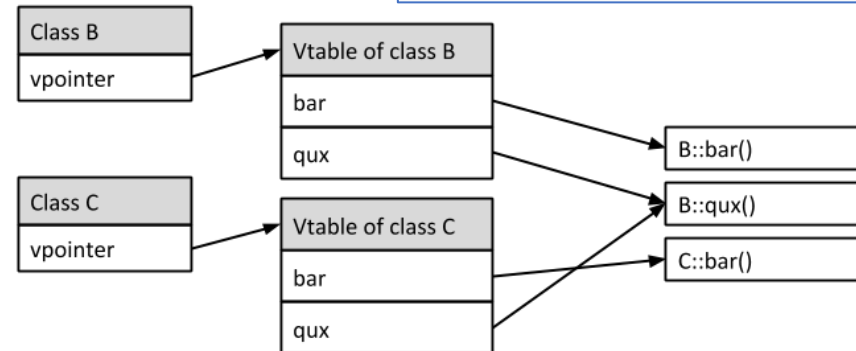 Class B
vpointer
Vtable of class B
bar
qux
B::bar()
B::qux()
C::bar()
Class C
vpointer
Vtable of class C
bar
qux